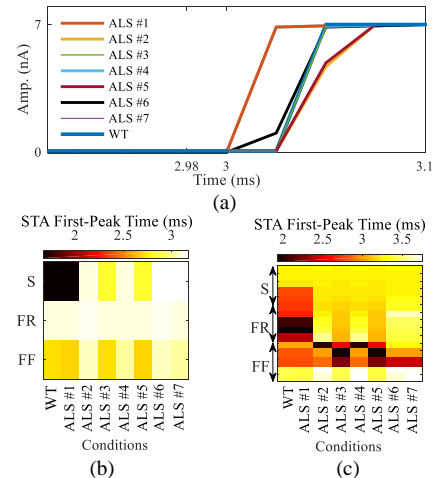 7
Amp. (nA)
0
ALS #1
ALS #2
ALS #3
ALS #4
ALS #5
ALS #6
ALS #7
WT
2.98 3 3.1
Time (ms)
(a)
STA First-Peak Time (ms)
2 2.5 3
S
FR
FF
WT
ALS #1
ALS #2
ALS #3
ALS #4
ALS #5
ALS #6
ALS #7
Conditions
(b)
STA First-Peak Time (ms)
2 2.5 3 3.5
S
FR
FF
WT
ALS #1
ALS #2
ALS #3
ALS #4
ALS #5
ALS #6
ALS #7
Conditions
(c)